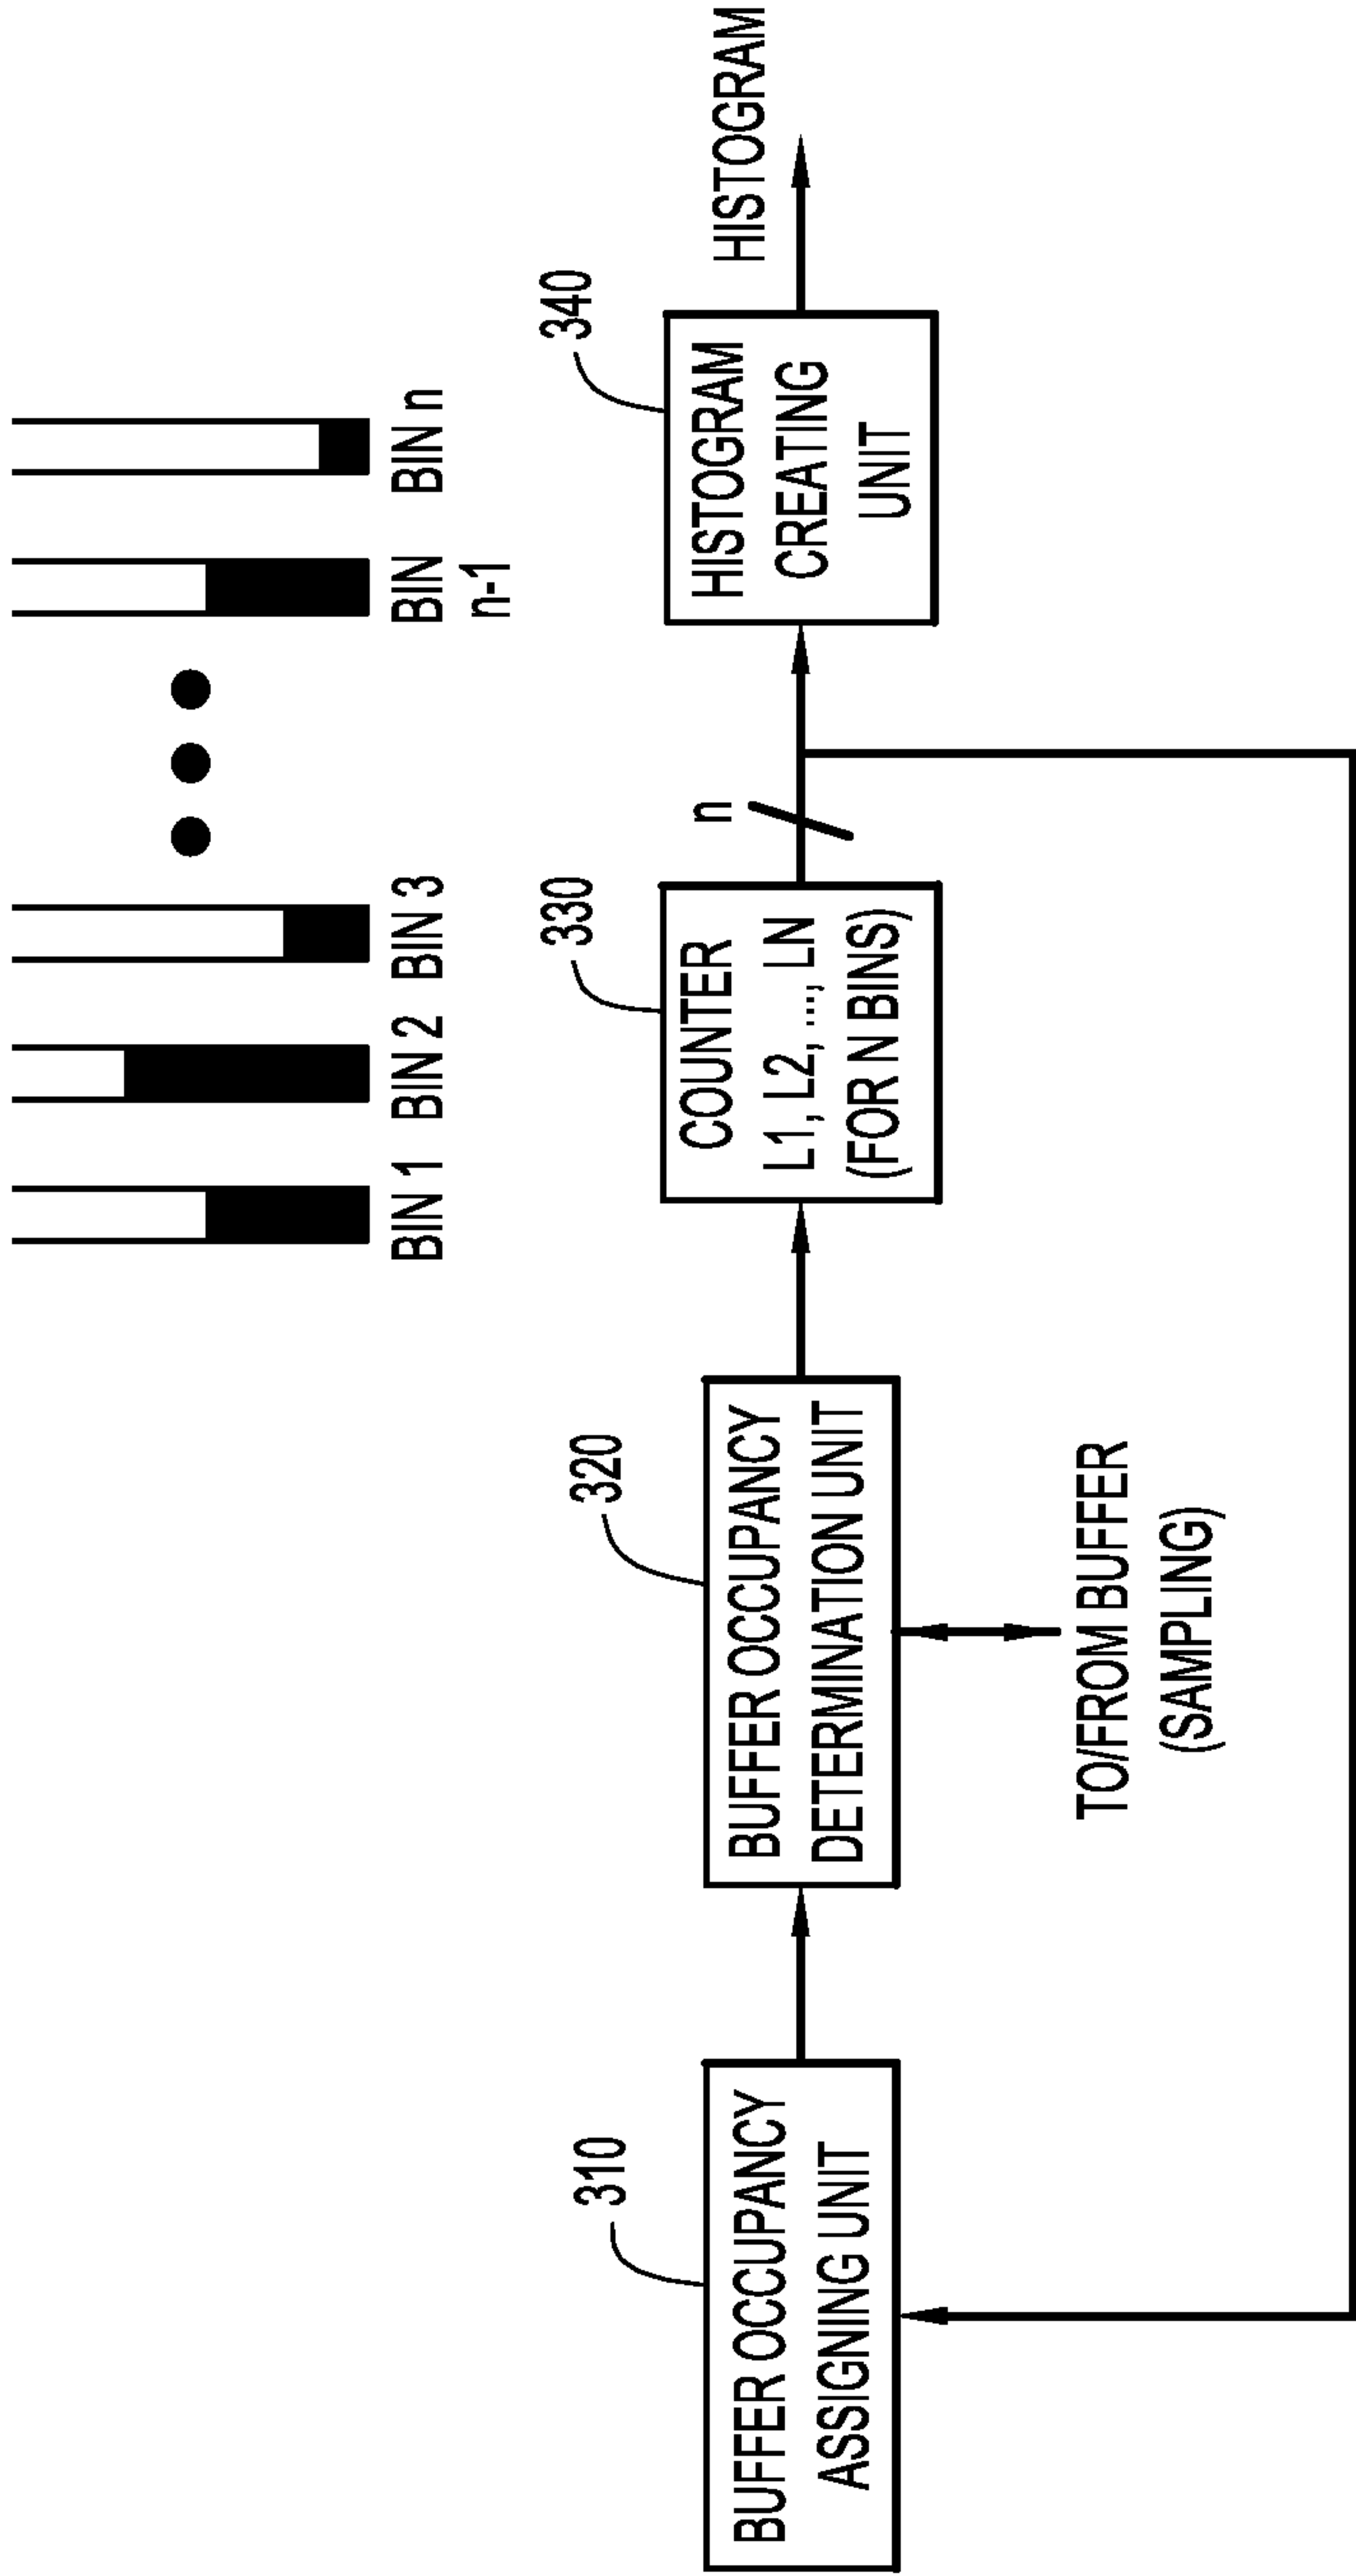 BIN 1
BIN 2
BIN 3
BIN
n-1
BIN n
310
BUFFER OCCUPANCY
ASSIGNING UNIT
320
BUFFER OCCUPANCY
DETERMINATION UNIT
TO/FROM BUFFER
(SAMPLING)
330
COUNTER
L1, L2, ..., LN
(FOR N BINS)
n
340
HISTOGRAM
CREATING
UNIT
HISTOGRAM